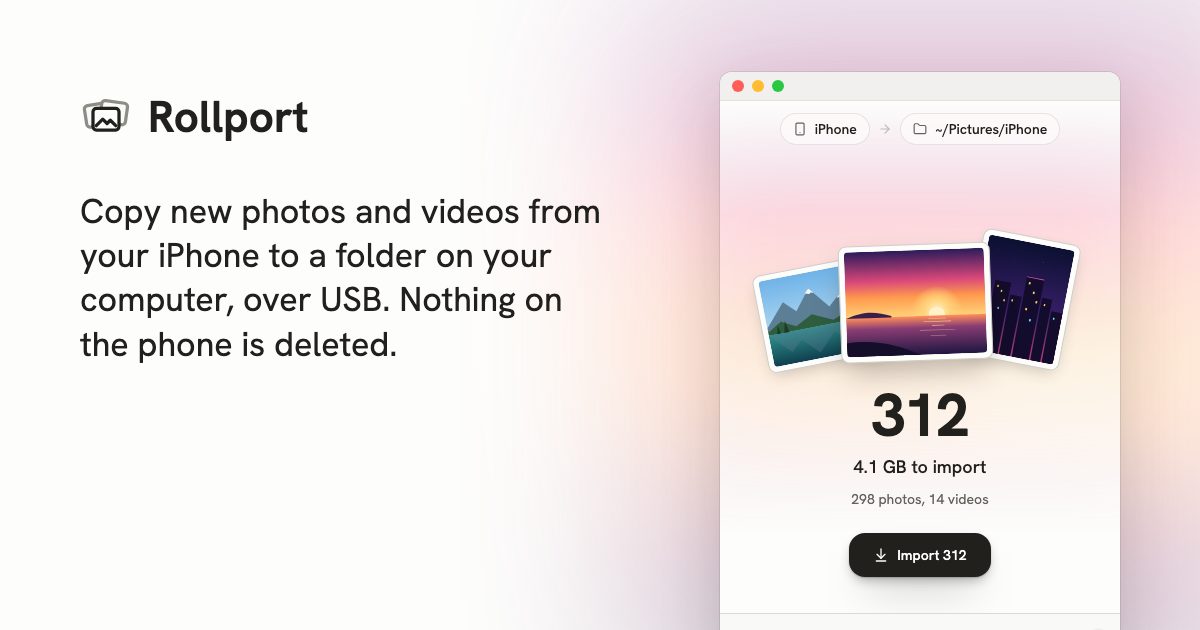 Rollport
Copy new photos and videos from
your iPhone to a folder on your
computer, over USB. Nothing on
the phone is deleted.
iPhone
~/Pictures/iPhone
312
4.1 GB to import
298 photos, 14 videos
Import 312